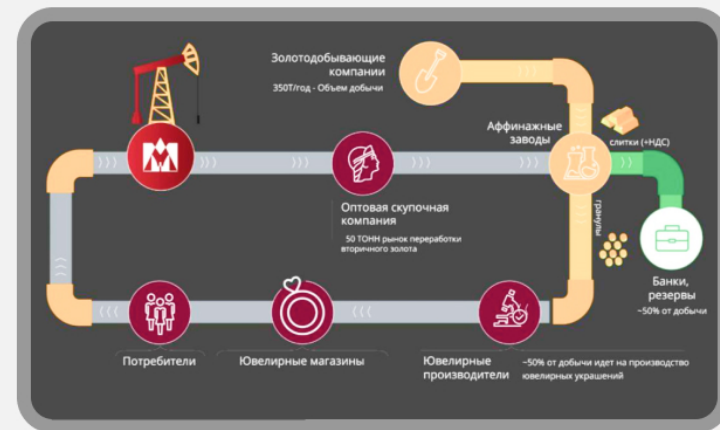 Золотодобывающие
компании
350Т/год - Объем добычи
Аффинажные
заводы
слитки (+НДС)
Оптовая скупочная
компания
50 ТОНН рынок переработки
вторичного золота
гранулы
Банки,
резервы
~50% от добычи
Потребители
Ювелирные магазины
Ювелирные
производители
~50% от добычи идет на производство
ювелирных украшений